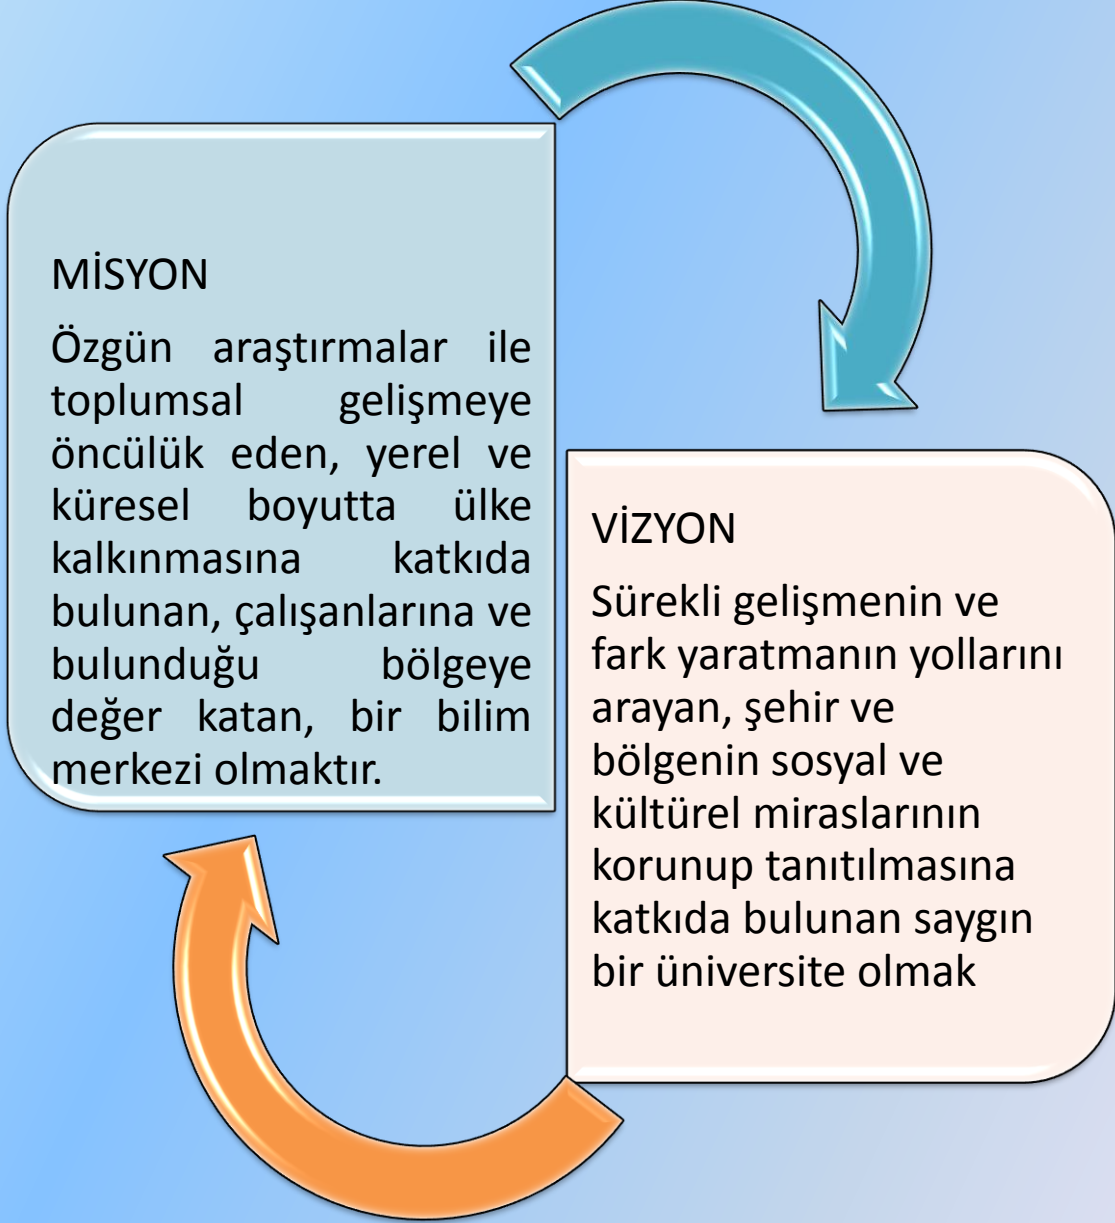 MİSYON
Özgün araştırmalar ile
toplumsal gelişmeye
öncülük eden, yerel ve
küresel boyutta ülke
kalkınmasına katkıda
bulunan, çalışanlarına ve
bulunduğu bölgeye
değer katan, bir bilim
merkezi olmaktır.
VİZYON
Sürekli gelişmenin ve
fark yaratmanın yollarını
arayan, şehir ve
bölgenin sosyal ve
kültürel miraslarının
korunup tanıtılmasına
katkıda bulunan saygın
bir üniversite olmak